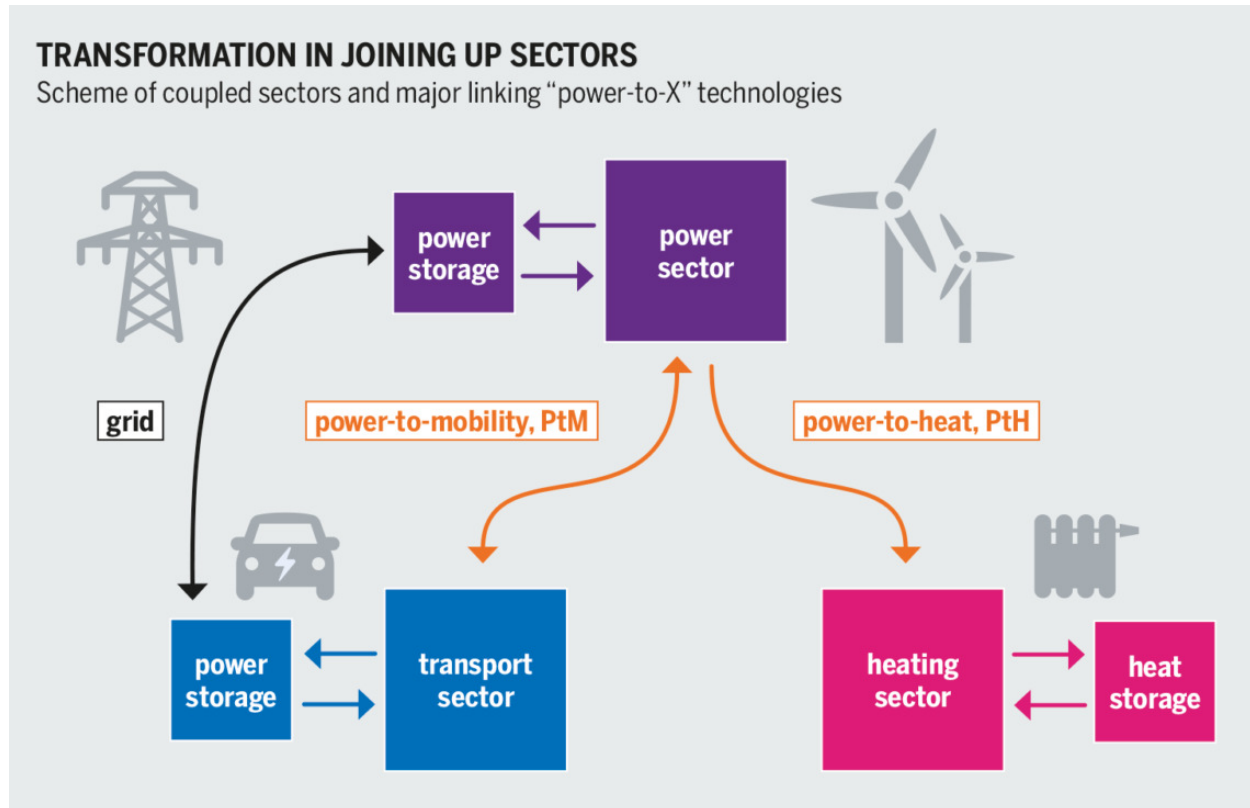 TRANSFORMATION IN JOINING UP SECTORS
Scheme of coupled sectors and major linking “power-to-X” technologies
power
storage
power
sector
grid
power-to-mobility, PtM
power-to-heat, PtH
power
storage
transport
sector
heating
sector
heat
storage